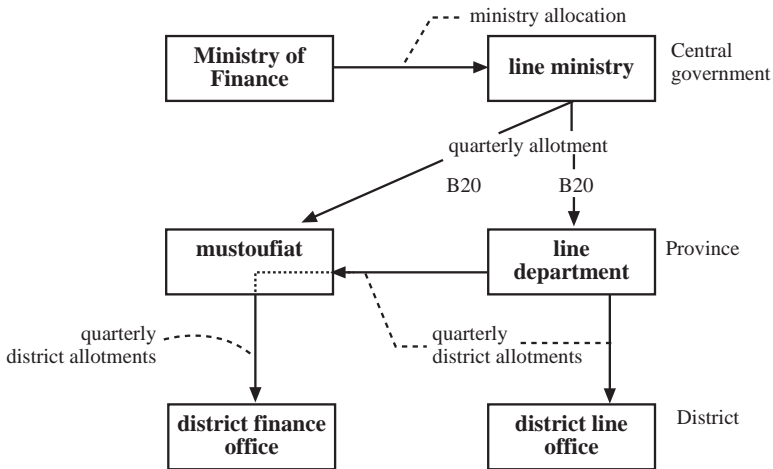 ministry allocation
Ministry of
Finance
line ministry
Central
government
quarterly allotment
B20
B20
mustoufiat
line
department
Province
quarterly
district allotments
quarterly
district allotments
district finance
office
district line
office
District